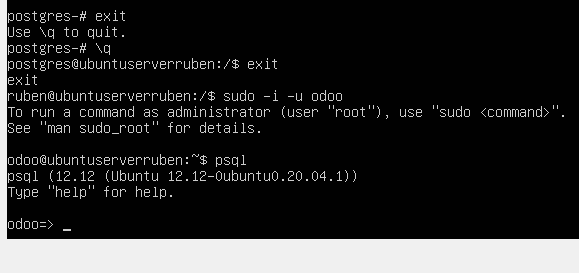 postgres-# exit
Use \q to quit.
postgres-# \q
postgres@ubuntuserverruben:/$ exit
exit
ruben@ubuntuserverruben:/$ sudo -i -u odoo
To run a command as administrator (user "root"), use "sudo <command>".
See "man sudo_root" for details.
odoo@ubuntuserverruben:~$ psql
psql (12.12 (Ubuntu 12.12-0ubuntu0.20.04.1))
Type "help" for help.
odoo=> _